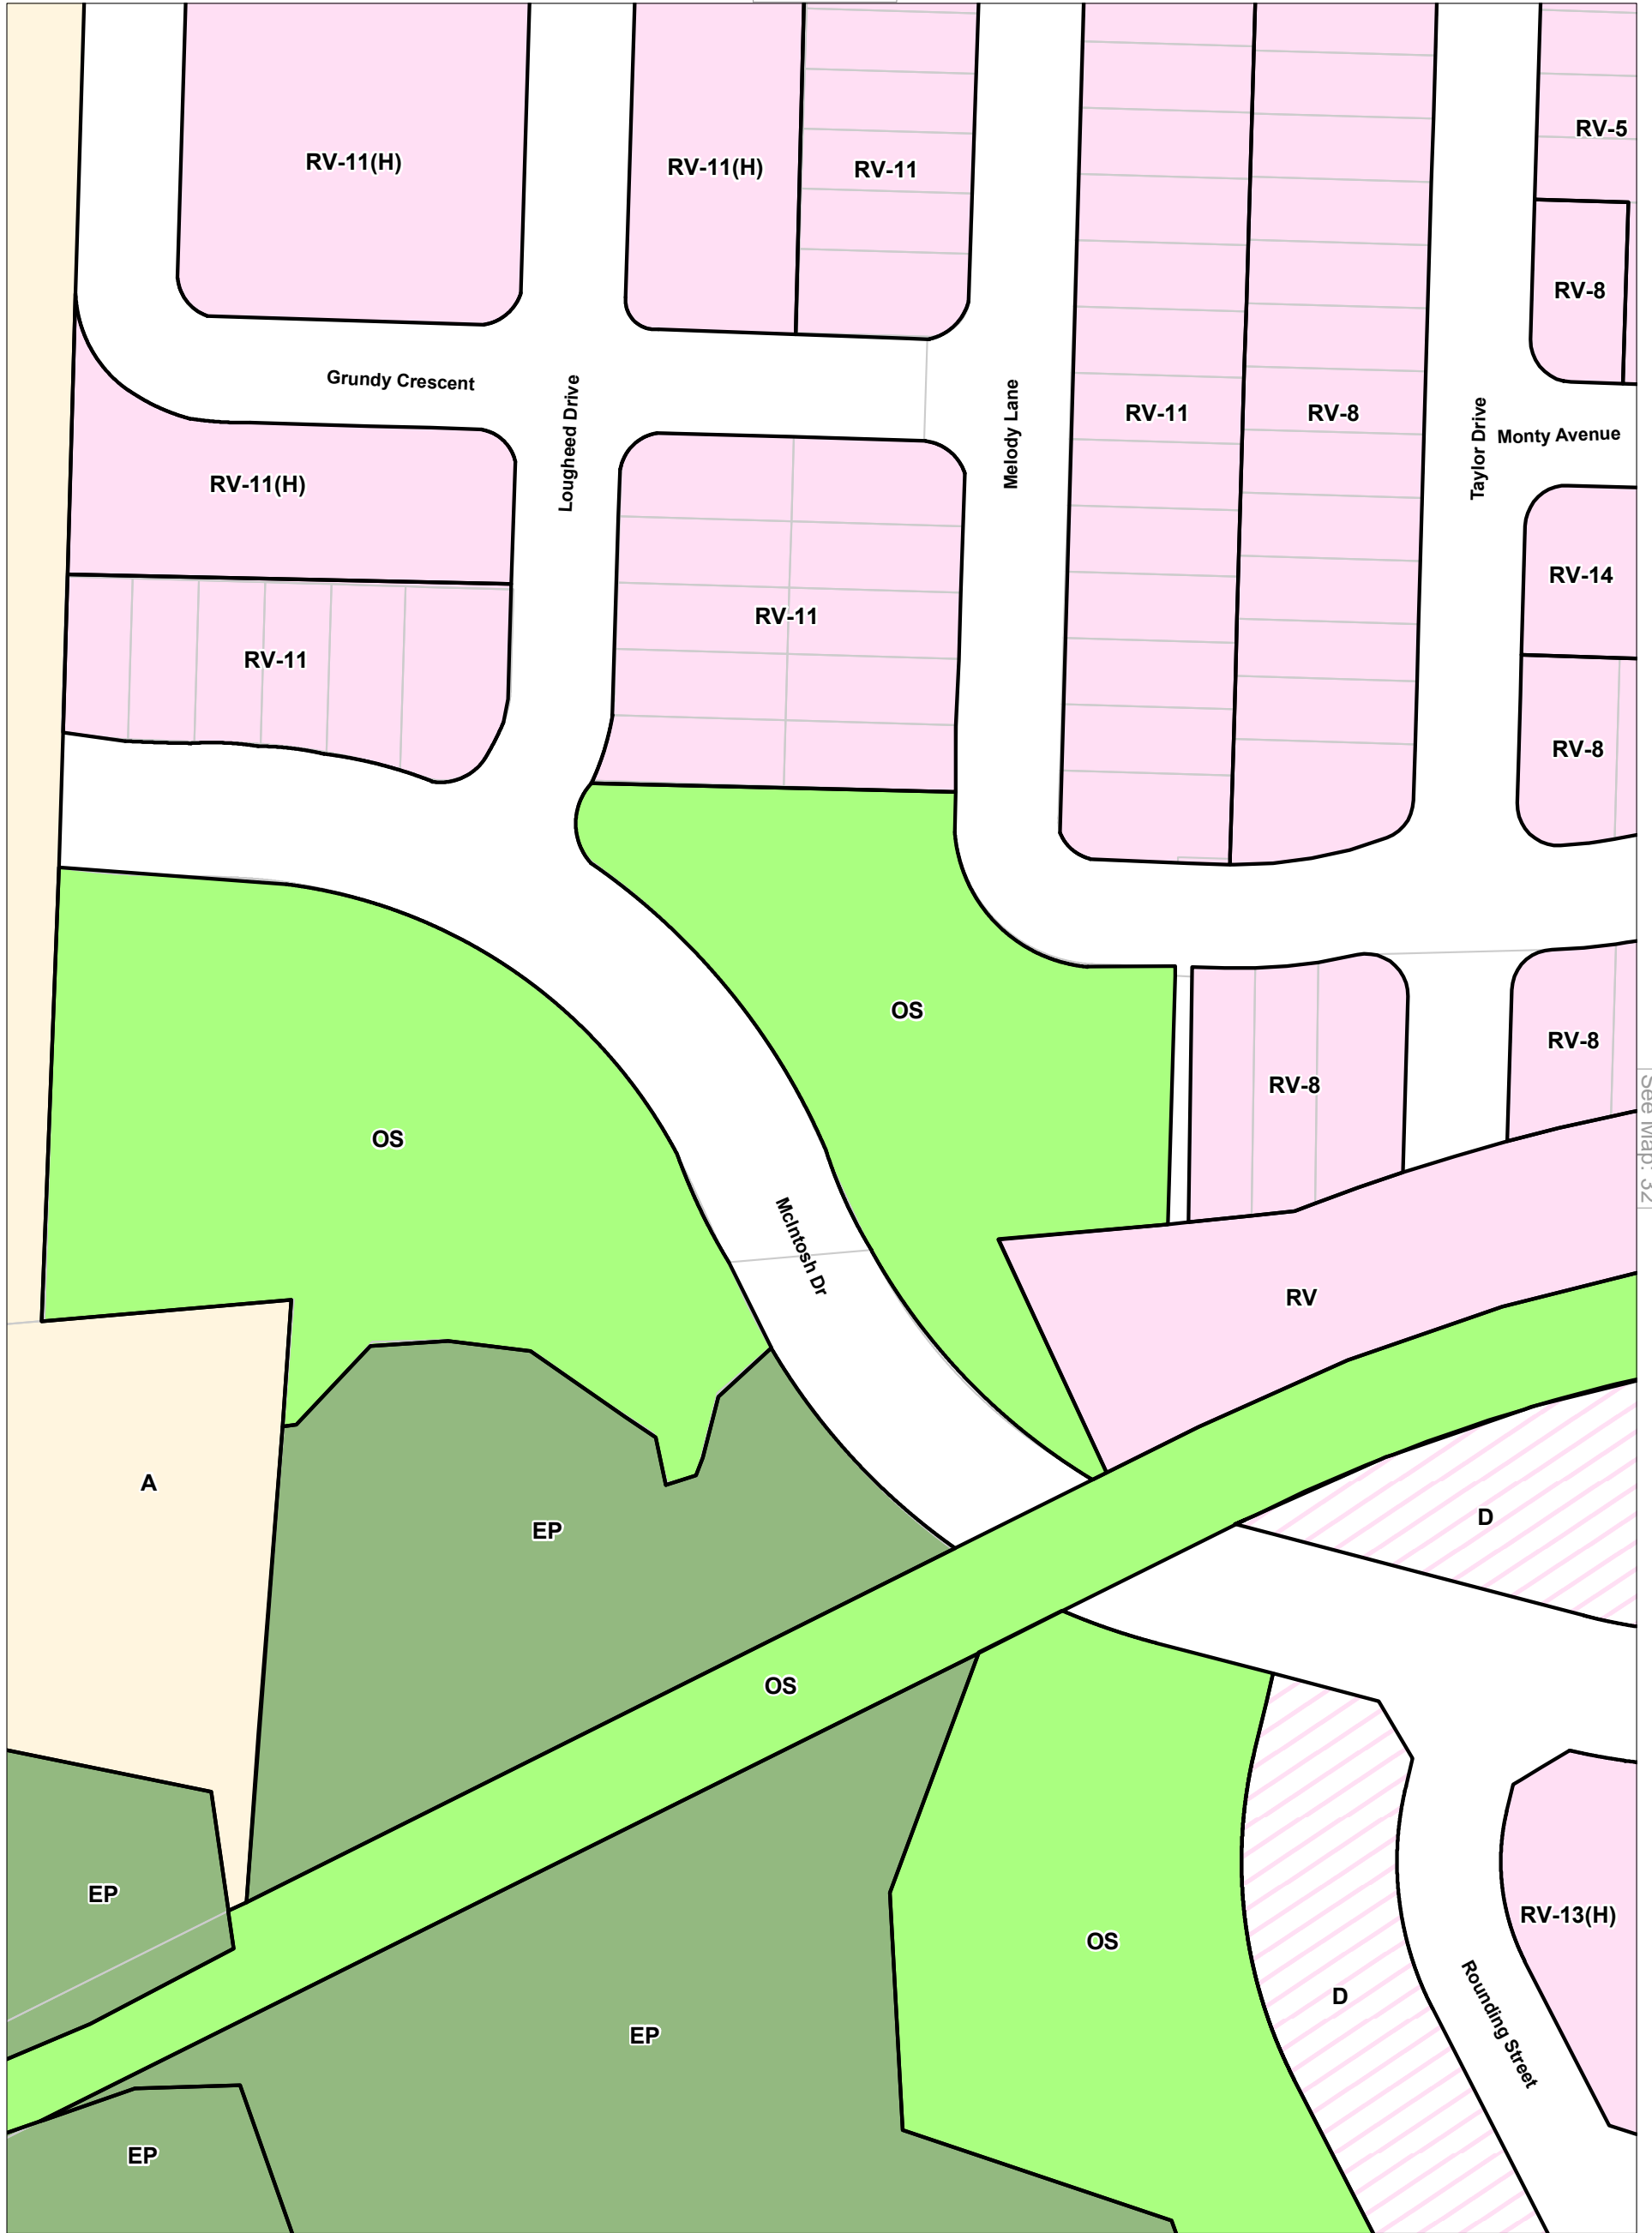 RV-5
RV-11(H)
RV-11(H)
RV-11
RV-8
Grundy Crescent
Lougheed Drive
Melody Lane
RV-11
RV-8
Taylor Drive
Monty Avenue
RV-11(H)
RV-14
RV-11
RV-11
RV-8
OS
RV-8
RV-8
See Map: 32
OS
McIntosh Dr
RV
A
EP
D
OS
EP
RV-13(H)
OS
D
Rounding Street
EP
EP